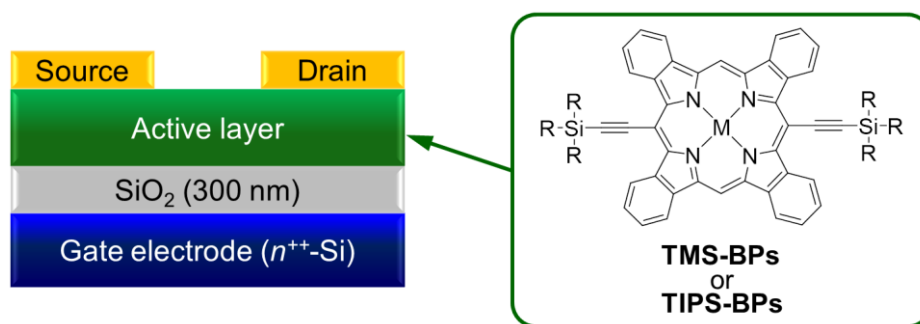 Source
Drain
Active layer
SiO₂ (300 nm)
Gate electrode (n⁺⁺-Si)
R
R-Si
R
N
N
M
N
N
R
Si-R
R
TMS-BPs
or
TIPS-BPs